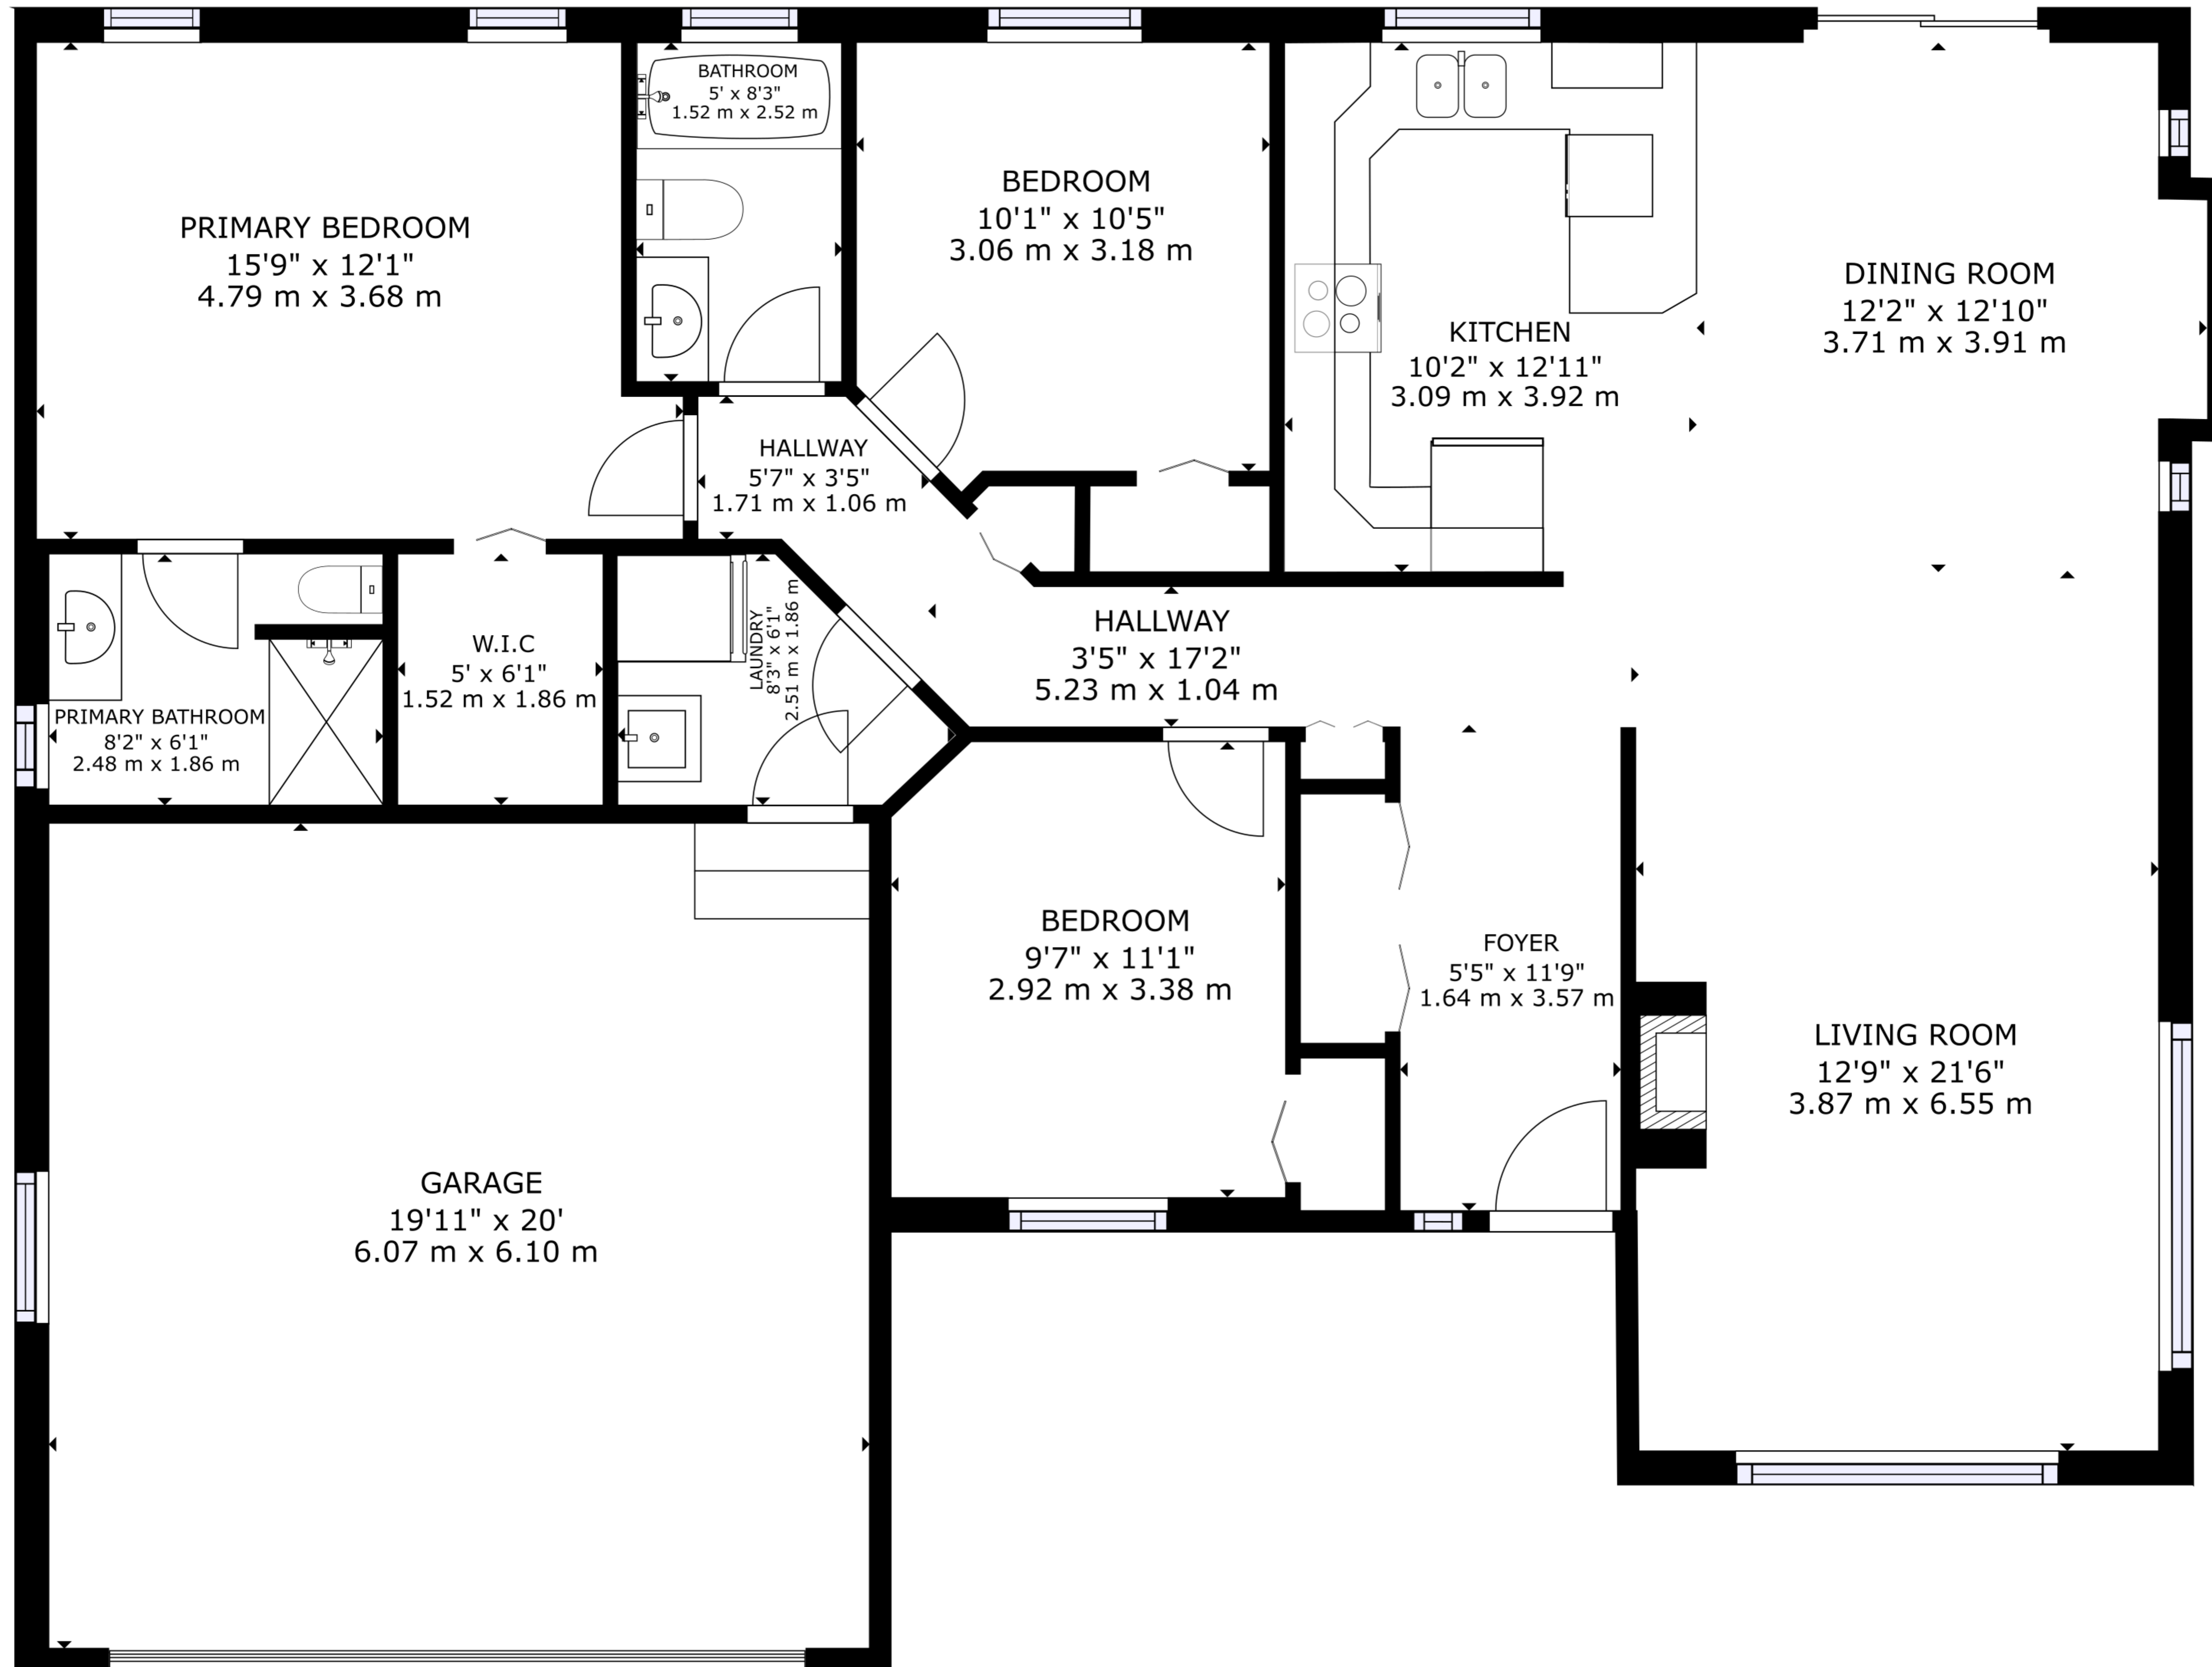 BATHROOM
5' x 8'3"
1.52 m x 2.52 m
PRIMARY BEDROOM
15'9" x 12'1"
4.79 m x 3.68 m
BEDROOM
10'1" x 10'5"
3.06 m x 3.18 m
KITCHEN
10'2" x 12'11"
3.09 m x 3.92 m
DINING ROOM
12'2" x 12'10"
3.71 m x 3.91 m
HALLWAY
5'7" x 3'5"
1.71 m x 1.06 m
PRIMARY BATHROOM
8'2" x 6'1"
2.48 m x 1.86 m
W.I.C
5' x 6'1"
1.52 m x 1.86 m
LAUNDRY
8'3" x 6'1"
2.51 m x 1.86 m
HALLWAY
3'5" x 17'2"
5.23 m x 1.04 m
BEDROOM
9'7" x 11'1"
2.92 m x 3.38 m
FOYER
5'5" x 11'9"
1.64 m x 3.57 m
LIVING ROOM
12'9" x 21'6"
3.87 m x 6.55 m
GARAGE
19'11" x 20'
6.07 m x 6.10 m